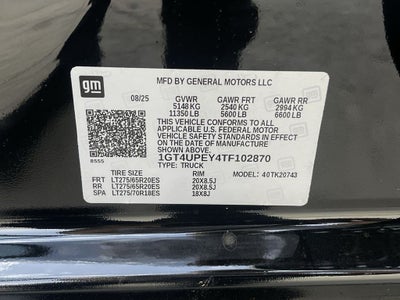 gm
MFD BY GENERAL MOTORS LLC
08/25 GVWR GAWR FRT GAWR RR
5148 KG 2540 KG 2994 KG
11350 LB 5600 LB 6600LB
THIS VEHICLE CONFORMS TO ALL
APPLICABLE U.S. FEDERAL MOTOR
VEHICLE SAFETY STANDARDS IN
EFFECT ON THE DATE OF
MANUFACTURE SHOWN ABOVE.
1GT4UPEY4TF102870
8555 TYPE: TRUCK
TIRE SIZE RIM MODEL: 40TK20743
FR LT275/65R20ES 20X8.5J
RR LT275/65R20ES 20X8.5J
SPA LT275/70R18ES 18X8J